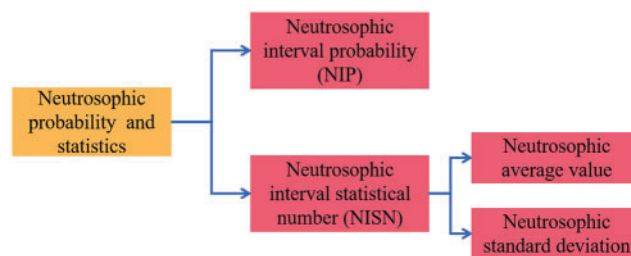 Neutrosophic
interval probability
(NIP)
Neutrosophic
probability and
statistics
Neutrosophic
interval statistical
number (NISN)
Neutrosophic
average value
Neutrosophic
standard deviation